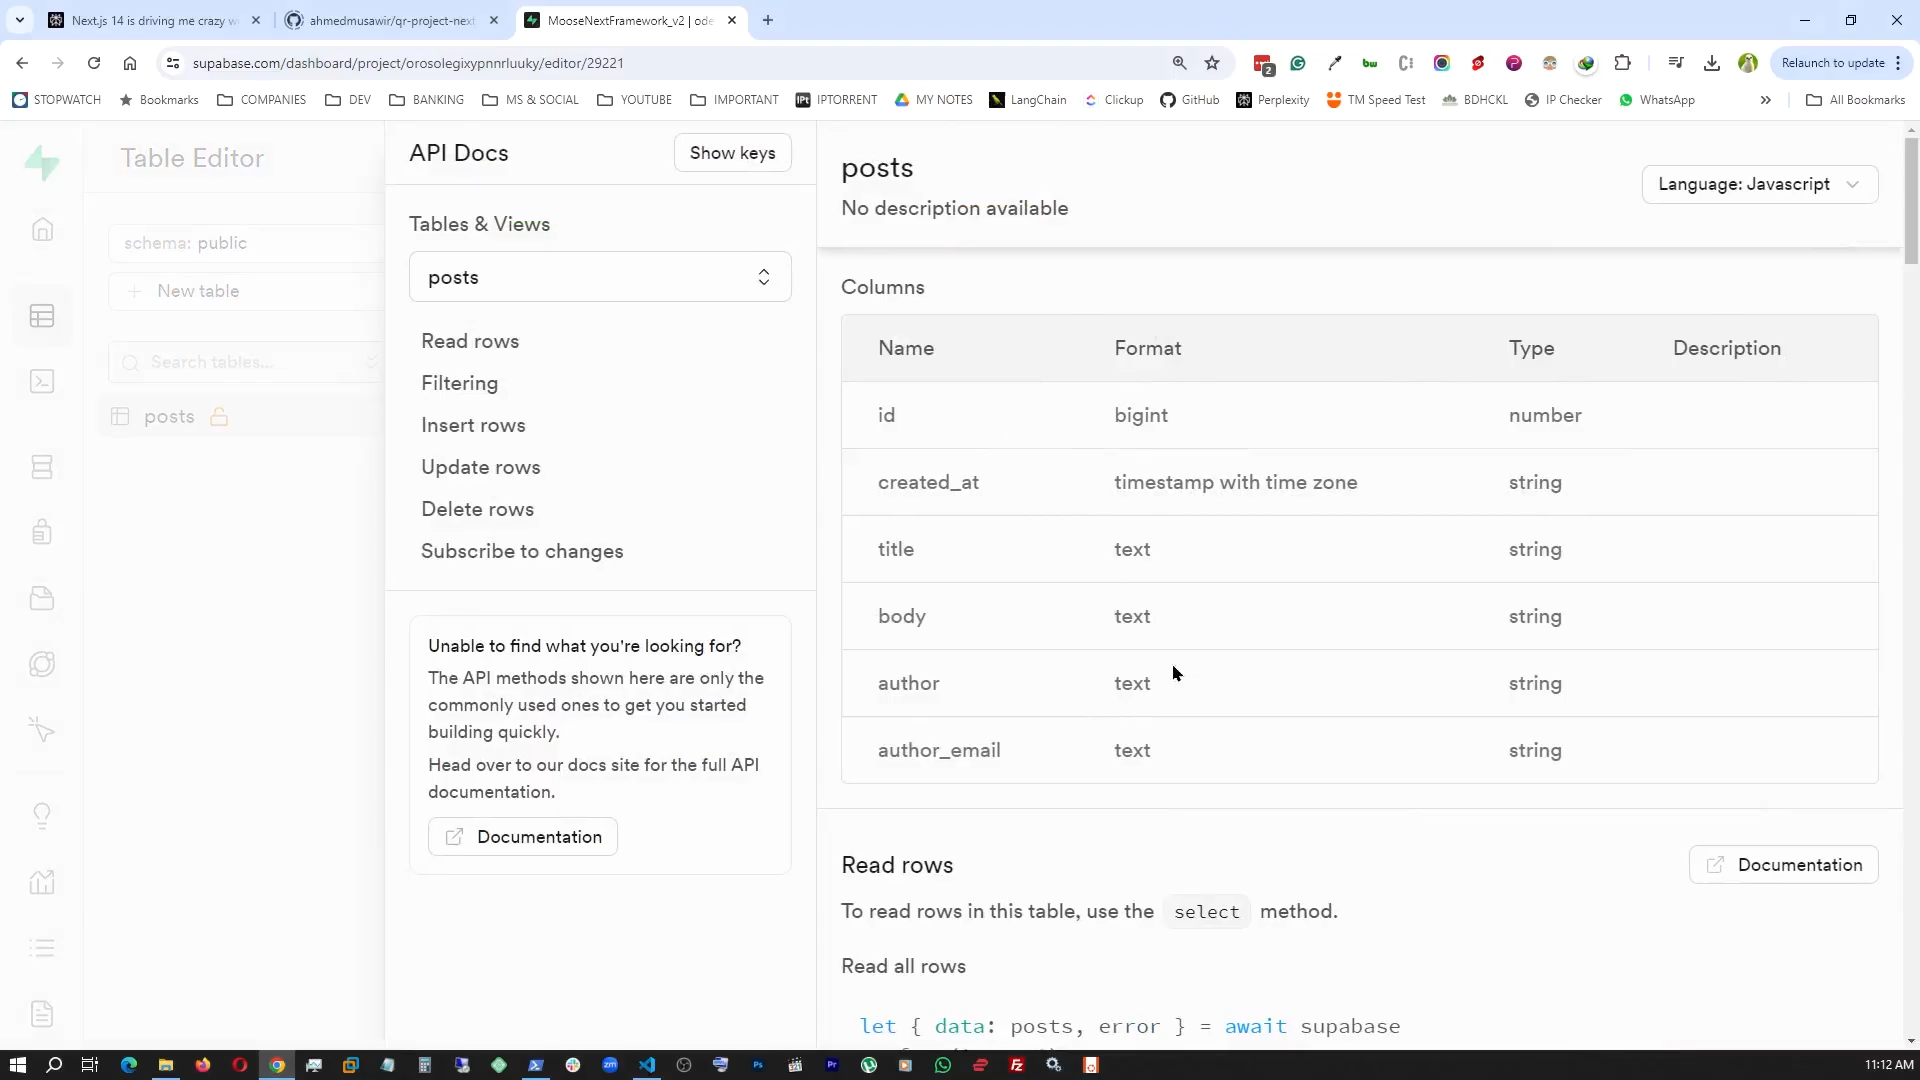 Next.js 14 is driving me crazy w
ahmedmusawir/qr-project-next
MooseNextFramework_v2 | ode
supabase.com/dashboard/project/orosolegixypnnrluuky/editor/29221
2
Relaunch to update
STOPWATCH
Bookmarks
COMPANIES
DEV
BANKING
MS & SOCIAL
YOUTUBE
IMPORTANT
IPt
IPTORRENT
MY NOTES
LangChain
Clickup
GitHub
Perplexity
TM Speed Test
BDHCKL
IP Checker
WhatsApp
All Bookmarks
Table Editor
schema: public
New table
Search tables...
posts
API Docs
Show keys
Tables & Views
posts
Read rows
Filtering
Insert rows
Update rows
Delete rows
Subscribe to changes
Unable to find what you're looking for?
The API methods shown here are only the
commonly used ones to get you started
building quickly.
Head over to our docs site for the full API
documentation.
Documentation
posts
No description available
Language: Javascript
Columns
Name Format Type Description
id bigint number
created_at timestamp with time zone string
title text string
body text string
author text string
author_email text string
Read rows
Documentation
To read rows in this table, use the select method.
Read all rows
let { data: posts, error } = await supabase
11:12 AM